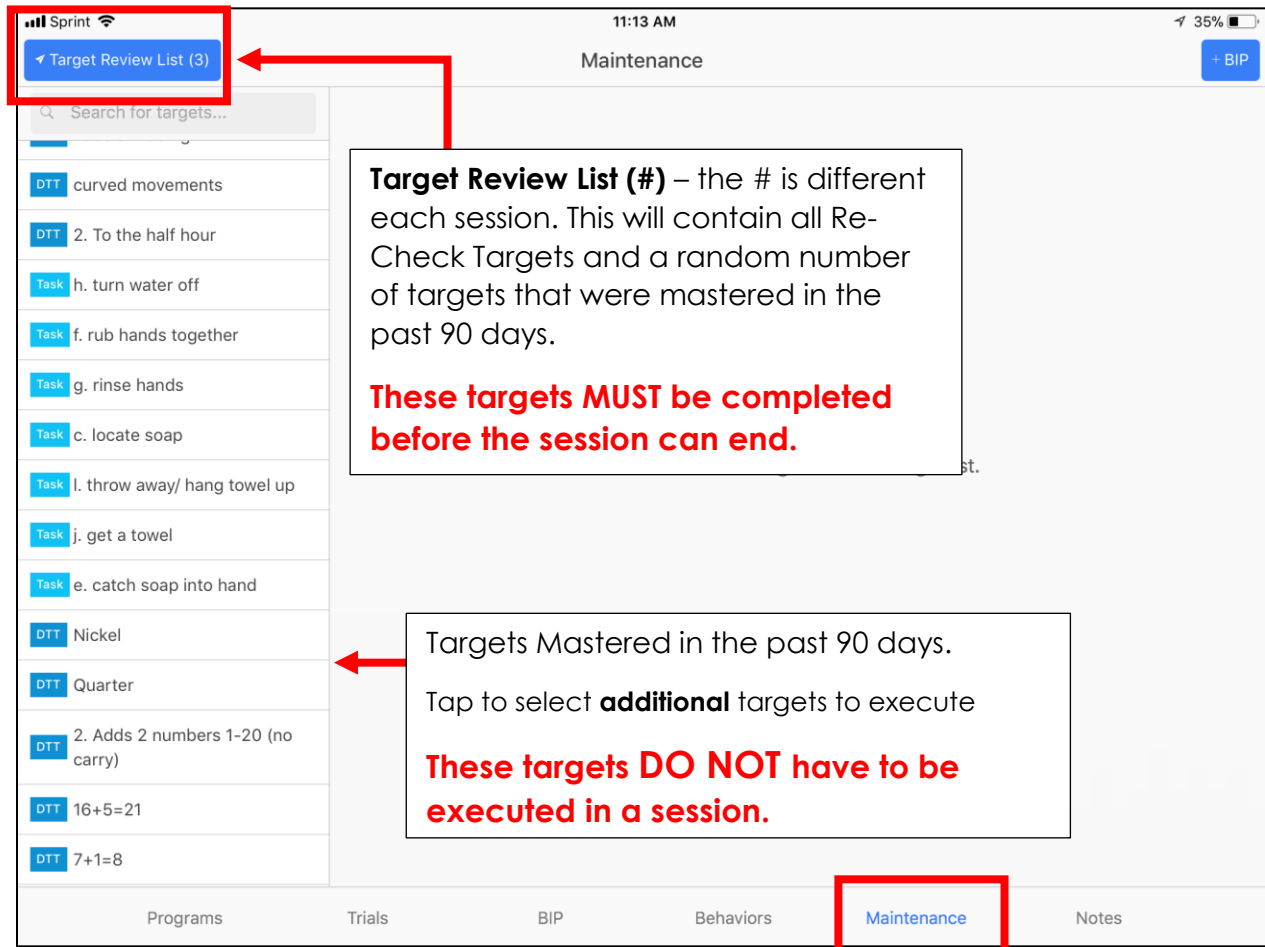 Sprint
11:13 AM
35%
Target Review List (3)
Maintenance
+ BIP
Search for targets...
DTT curved movements
DTT 2. To the half hour
Task h. turn water off
Task f. rub hands together
Task g. rinse hands
Task c. locate soap
Task l. throw away/ hang towel up
Task j. get a towel
Task e. catch soap into hand
DTT Nickel
DTT Quarter
DTT 2. Adds 2 numbers 1-20 (no
carry)
DTT 16+5=21
DTT 7+1=8
Target Review List (#) – the # is different
each session. This will contain all Re-
Check Targets and a random number
of targets that were mastered in the
past 90 days.
These targets MUST be completed
before the session can end.
st.
Targets Mastered in the past 90 days.
Tap to select additional targets to execute
These targets DO NOT have to be
executed in a session.
Programs
Trials
BIP
Behaviors
Maintenance
Notes